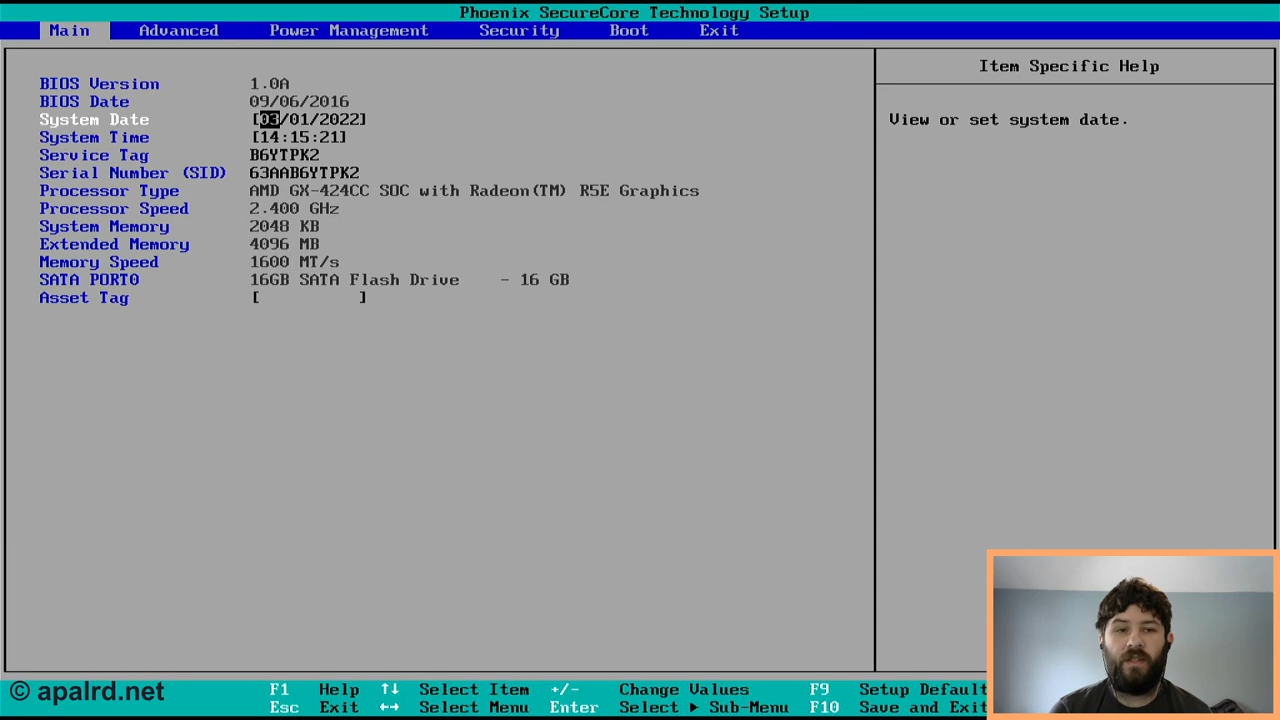 Phoenix SecureCore Technology Setup
Main Advanced Power Management Security Boot Exit
Item Specific Help
BIOS Version 1.0A
BIOS Date 09/06/2016
System Date [03/01/2022] View or set system date.
System Time [14:15:21]
Service Tag B6YTPK2
Serial Number (SID) 63AAB6YTPK2
Processor Type AMD GX-424CC SOC with Radeon(TM) R5E Graphics
Processor Speed 2.400 GHz
System Memory 2048 KB
Extended Memory 4096 MB
Memory Speed 1600 MT/s
SATA PORT0 16GB SATA Flash Drive - 16 GB
Asset Tag [ ]
© apalrd.net
F1 Help ↑↓ Select Item +/- Change Values F9 Setup Default
Esc Exit ←→ Select Menu Enter Select ▶ Sub-Menu F10 Save and Exit